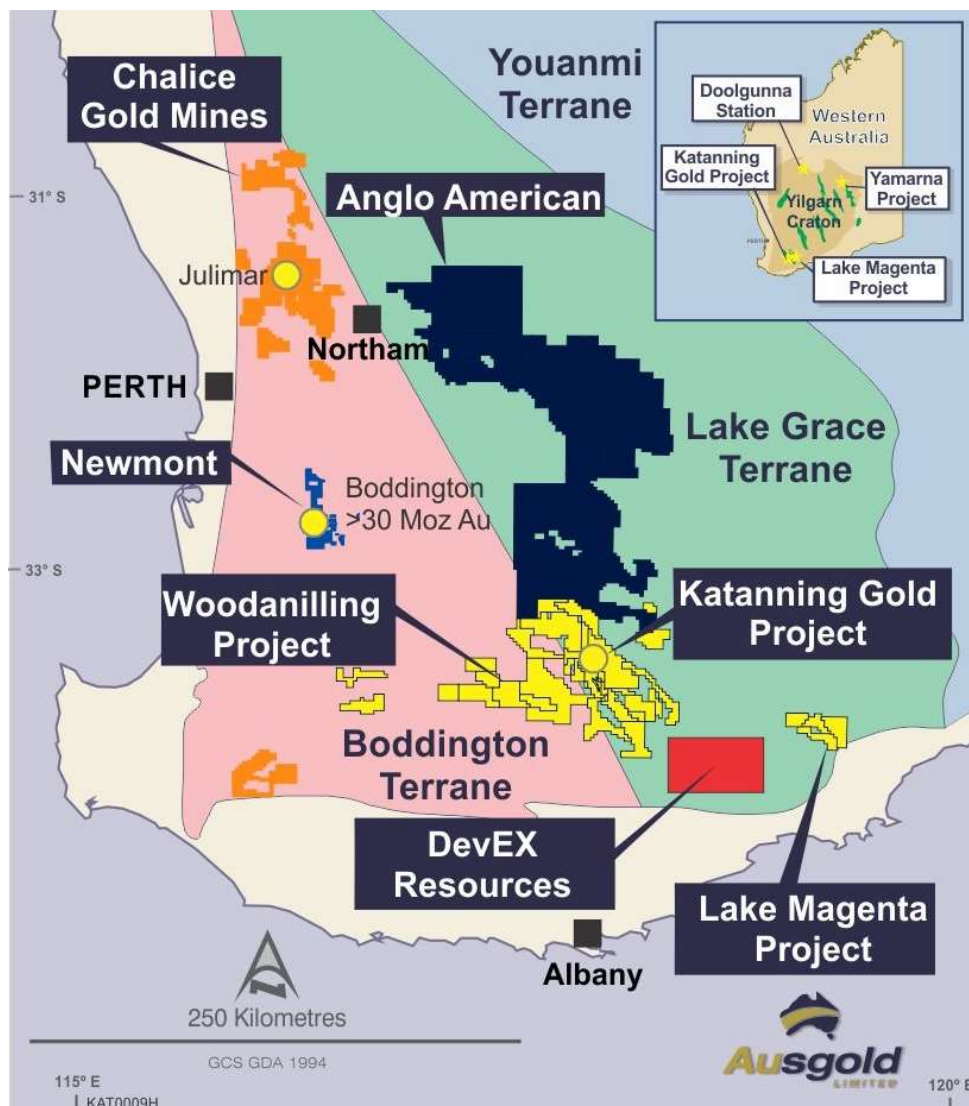 Chalice
Gold Mines
Youanmi
Terrane
Doolgunna
Station
Western
Australia
Katanning
Gold Project
Yamarna
Project
Yilgarn
Craton
Lake Magenta
Project
31° S
Anglo American
Julimar
Northam
PERTH
Lake Grace
Terrane
Newmont
Boddington
>30 Moz Au
33° S
Woodanilling
Project
Katanning Gold
Project
Boddington
Terrane
DevEX
Resources
Lake Magenta
Project
Albany
250 Kilometres
GCS GDA 1994
Ausgold
LIMITED
115° E
120° E
KAT0009H